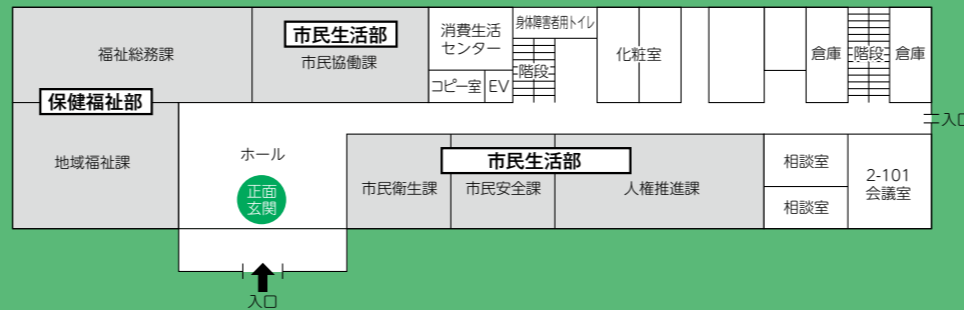 福祉総務課
市民生活部
市民協働課
消費生活
センター
身体障害者用トイレ
化粧室
倉庫
階段
倉庫
コピー室
EV
階段
保健福祉部
入口
地域福祉課
ホール
正面
玄関
市民生活部
市民衛生課
市民安全課
人権推進課
相談室
相談室
2-101
会議室
入口